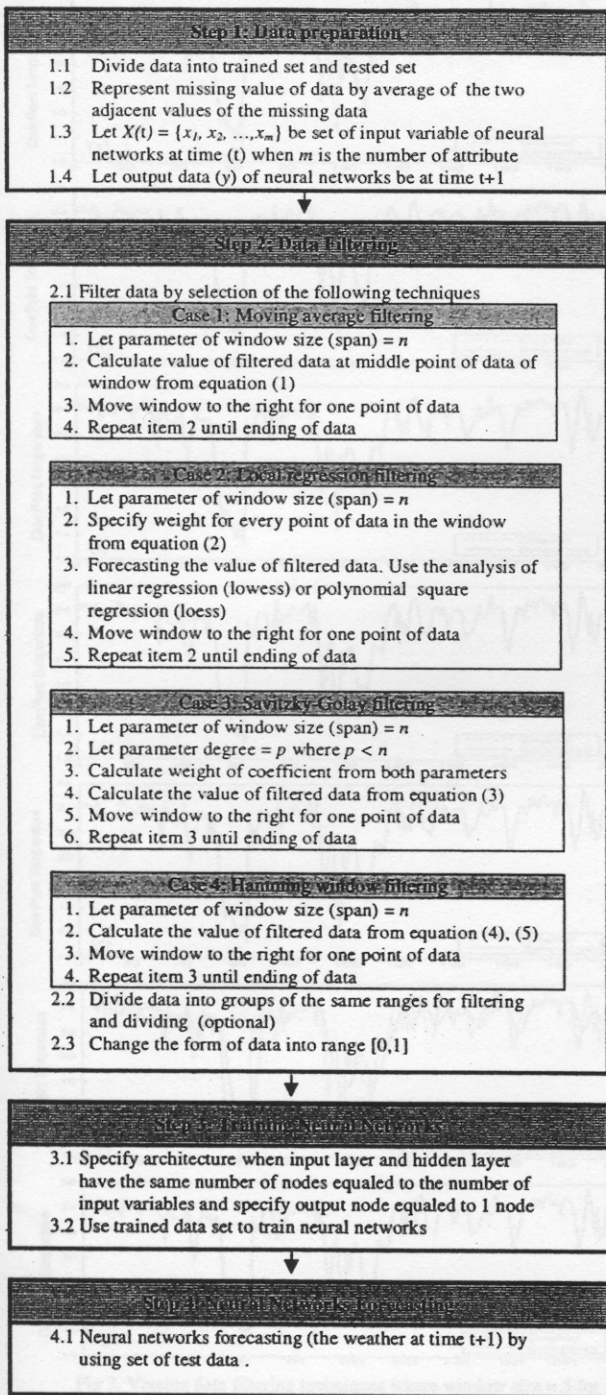 Step 1: Data preparation
1.1 Divide data into trained set and tested set
1.2 Represent missing value of data by average of the two
adjacent values of the missing data
1.3 Let X(t) = {x1, x2, ...,xm} be set of input variable of neural
networks at time (t) when m is the number of attribute
1.4 Let output data (y) of neural networks be at time t+1
Step 2: Data Filtering
2.1 Filter data by selection of the following techniques
Case 1: Moving average filtering
1. Let parameter of window size (span) = n
2. Calculate value of filtered data at middle point of data of
window from equation (1)
3. Move window to the right for one point of data
4. Repeat item 2 until ending of data
Case 2: Local regression filtering
1. Let parameter of window size (span) = n
2. Specify weight for every point of data in the window
from equation (2)
3. Forecasting the value of filtered data. Use the analysis of
linear regression (lowess) or polynomial square
regression (loess)
4. Move window to the right for one point of data
5. Repeat item 2 until ending of data
Case 3: Savitzky-Golay filtering
1. Let parameter of window size (span) = n
2. Let parameter degree = p where p < n
3. Calculate weight of coefficient from both parameters
4. Calculate the value of filtered data from equation (3)
5. Move window to the right for one point of data
6. Repeat item 3 until ending of data
Case 4: window filtering
1. Let parameter of window size (span) = n
2. Calculate the value of filtered data from equation (4), (5)
3. Move window to the right for one point of data
4. Repeat item 3 until ending of data
2.2 Divide data into groups of the same ranges for filtering
and dividing (optional)
2.3 Change the form of data into range [0,1]
Step 3: Training Neural Networks
3.1 Specify architecture when input layer and hidden layer
have the same number of nodes equaled to the number of
input variables and specify output node equaled to 1 node
3.2 Use trained data set to train neural networks
Step 4: Neural Networks Forecasting
4.1 Neural networks forecasting (the weather at time t+1) by
using set of test data .